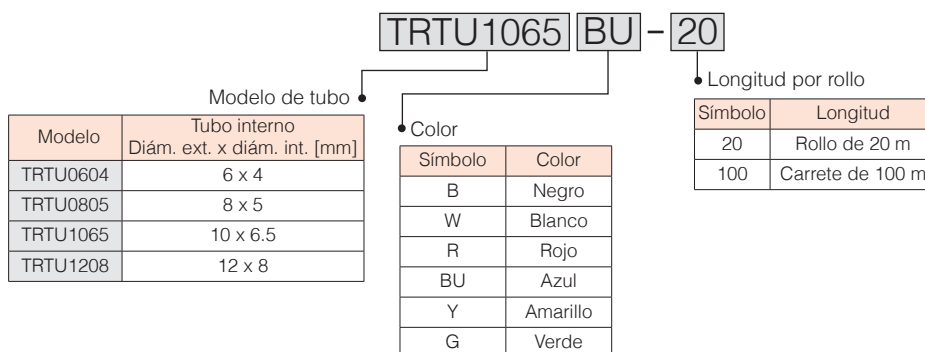 TRTU1065 BU - 20
Modelo de tubo
Modelo
Tubo interno
Diám. ext. x diám. int. [mm]
TRTU0604 6 x 4
TRTU0805 8 x 5
TRTU1065 10 x 6.5
TRTU1208 12 x 8
Color
Símbolo Color
B Negro
W Blanco
R Rojo
BU Azul
Y Amarillo
G Verde
Longitud por rollo
Símbolo Longitud
20 Rollo de 20 m
100 Carrete de 100 m